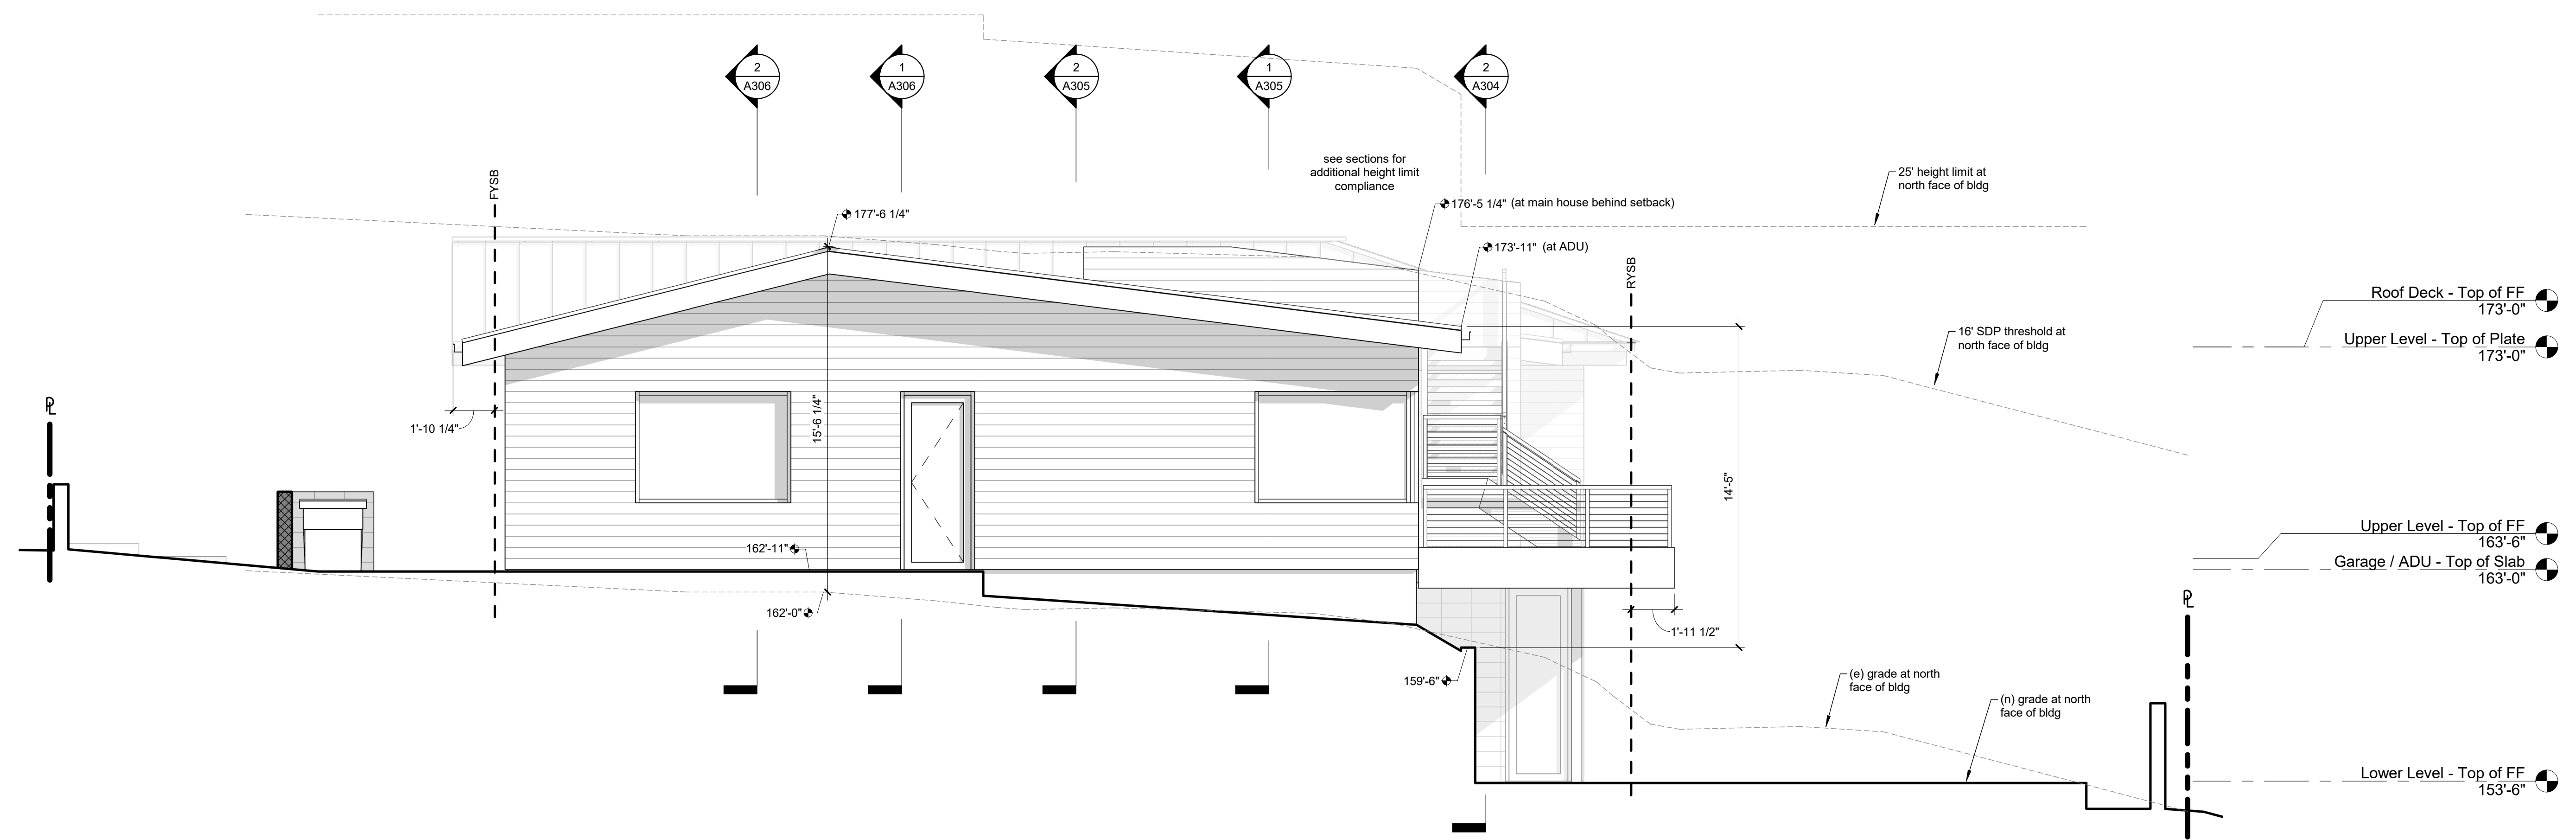 2
A306
1
A306
2
A305
1
A305
2
A304
see sections for
additional height limit
compliance
25' height limit at
north face of bldg
FYSB
177'-6 1/4"
176'-5 1/4" (at main house behind setback)
173'-11" (at ADU)
RYSB
Roof Deck - Top of FF
173'-0"
Upper Level - Top of Plate
173'-0"
16' SDP threshold at
north face of bldg
PL
1'-10 1/4"
15'-6 1/4"
14'-5"
162'-11"
162'-0"
Upper Level - Top of FF
163'-6"
Garage / ADU - Top of Slab
163'-0"
PL
1'-11 1/2"
159'-6"
(e) grade at north
face of bldg
(n) grade at north
face of bldg
Lower Level - Top of FF
153'-6"